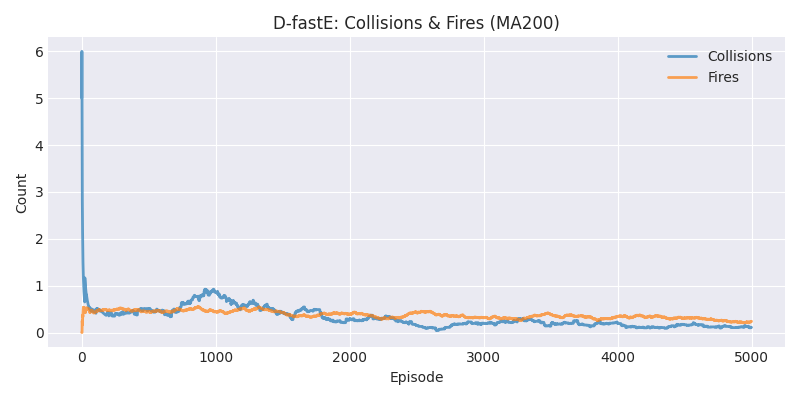 D-fastE: Collisions & Fires (MA200)
Collisions
Fires
Count
6
5
4
3
2
1
0
0 1000 2000 3000 4000 5000
Episode